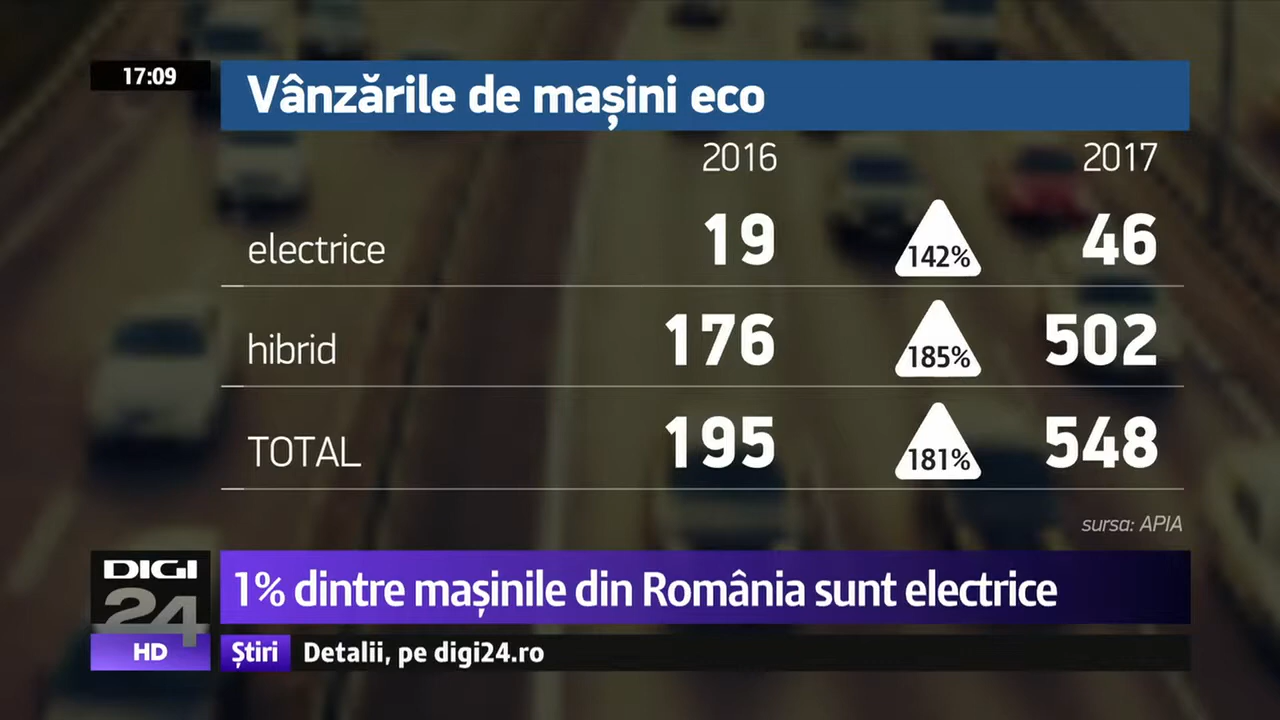 17:09
Vânzările de mașini eco
2016 2017
electrice 19 142% 46
hibrid 176 185% 502
TOTAL 195 181% 548
sursa: APIA
DIGI 24 HD
1% dintre mașinile din România sunt electrice
Știri Detalii, pe digi24.ro